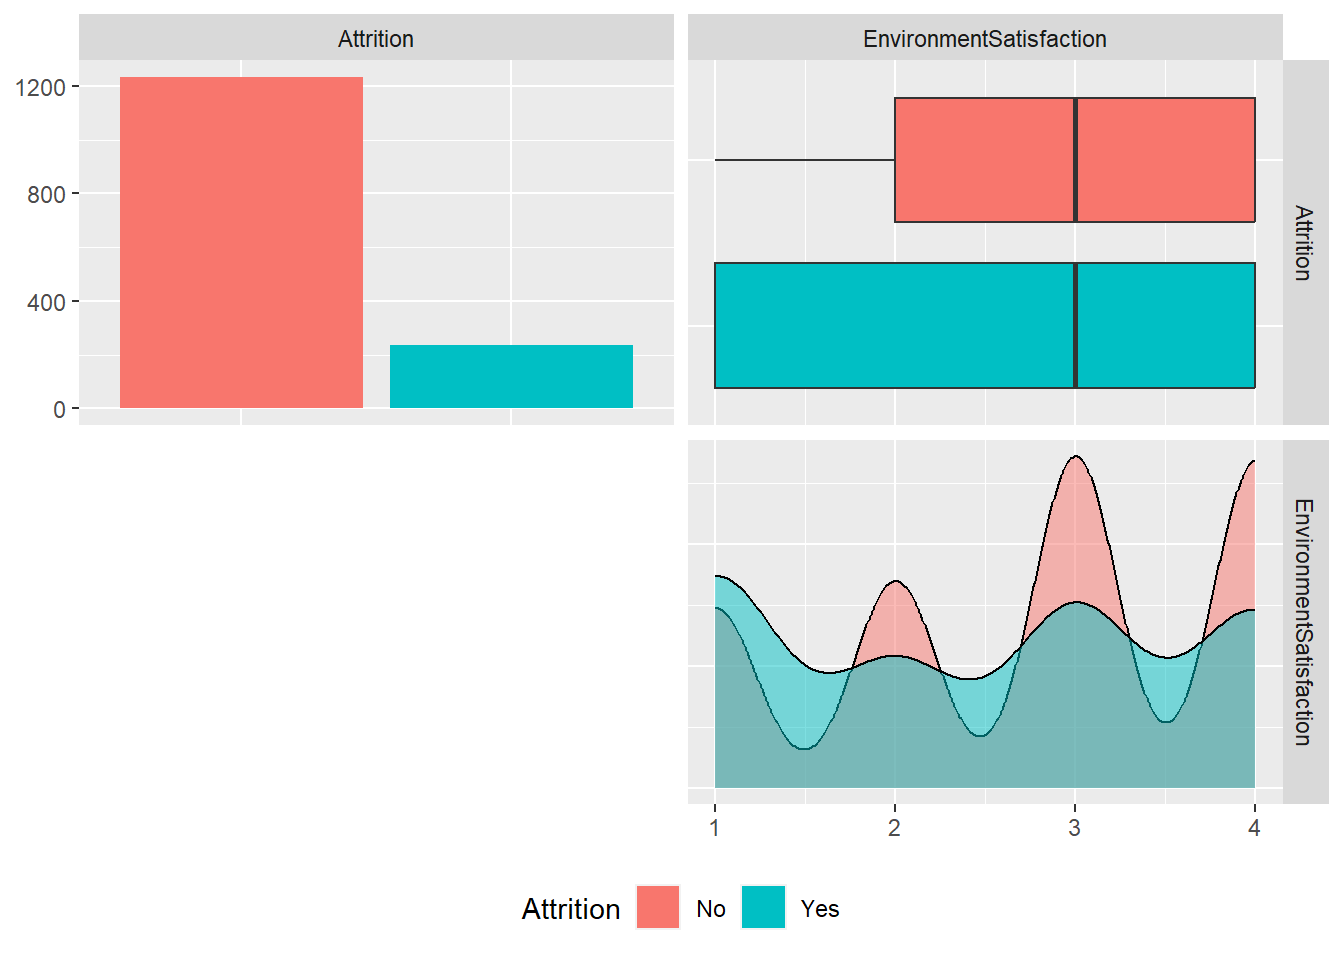 Attrition
EnvironmentSatisfaction
1200
800
400
0
Attrition
EnvironmentSatisfaction
1 2 3 4
Attrition No Yes